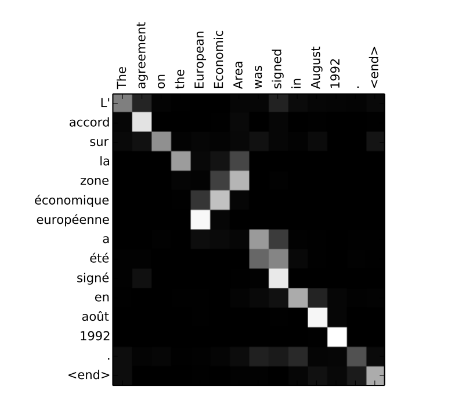 The agreement on the European Economic Area was signed in August 1992 . <end>
L'
accord
sur
la
zone
économique
européenne
a
été
signé
en
août
1992
.
<end>